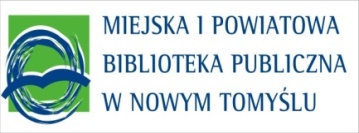 MIEJSKA I POWIATOWA
BIBLIOTEKA PUBLICZNA
W NOWYM TOMYŚLU